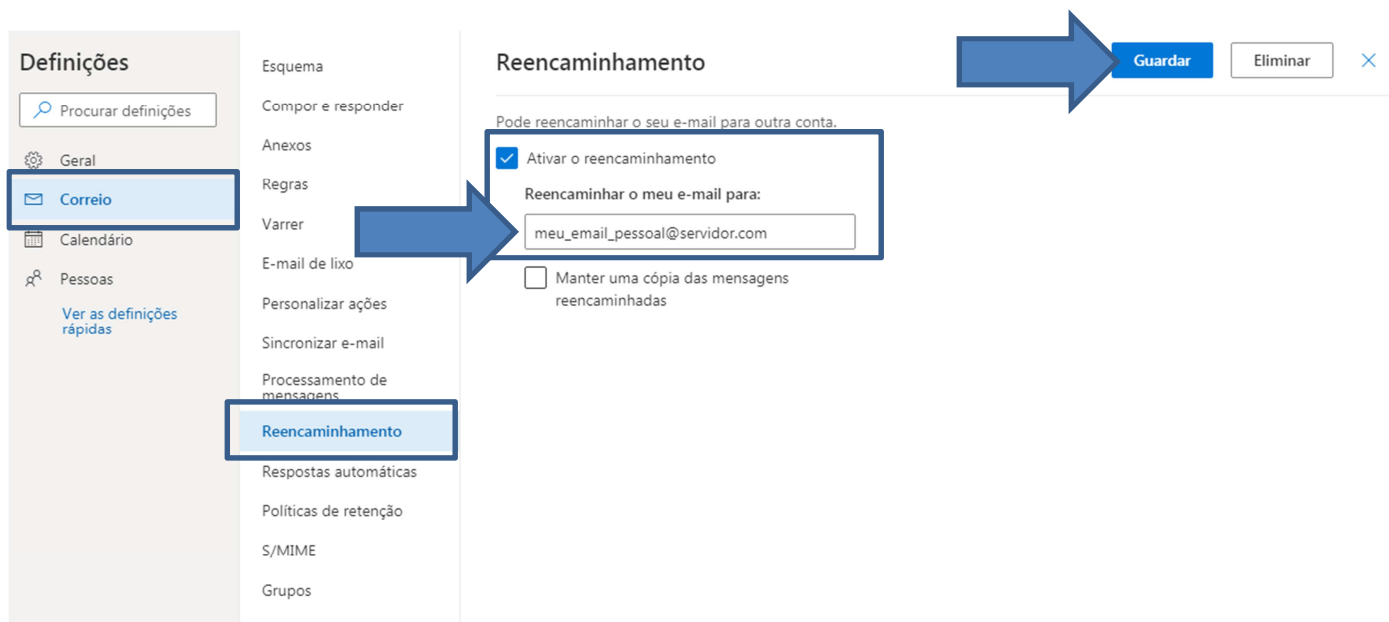 Definições
Procurar definições
Geral
Correio
Calendário
Pessoas
Ver as definições
rápidas
Esquema
Compor e responder
Anexos
Regras
Varrer
E-mail de lixo
Personalizar ações
Sincronizar e-mail
Processamento de
mensagens
Reencaminhamento
Respostas automáticas
Políticas de retenção
S/MIME
Grupos
Reencaminhamento
Guardar
Eliminar
Pode reencaminhar o seu e-mail para outra conta.
Ativar o reencaminhamento
Reencaminhar o meu e-mail para:
meu_email_pessoal@servidor.com
Manter uma cópia das mensagens
reencaminhadas